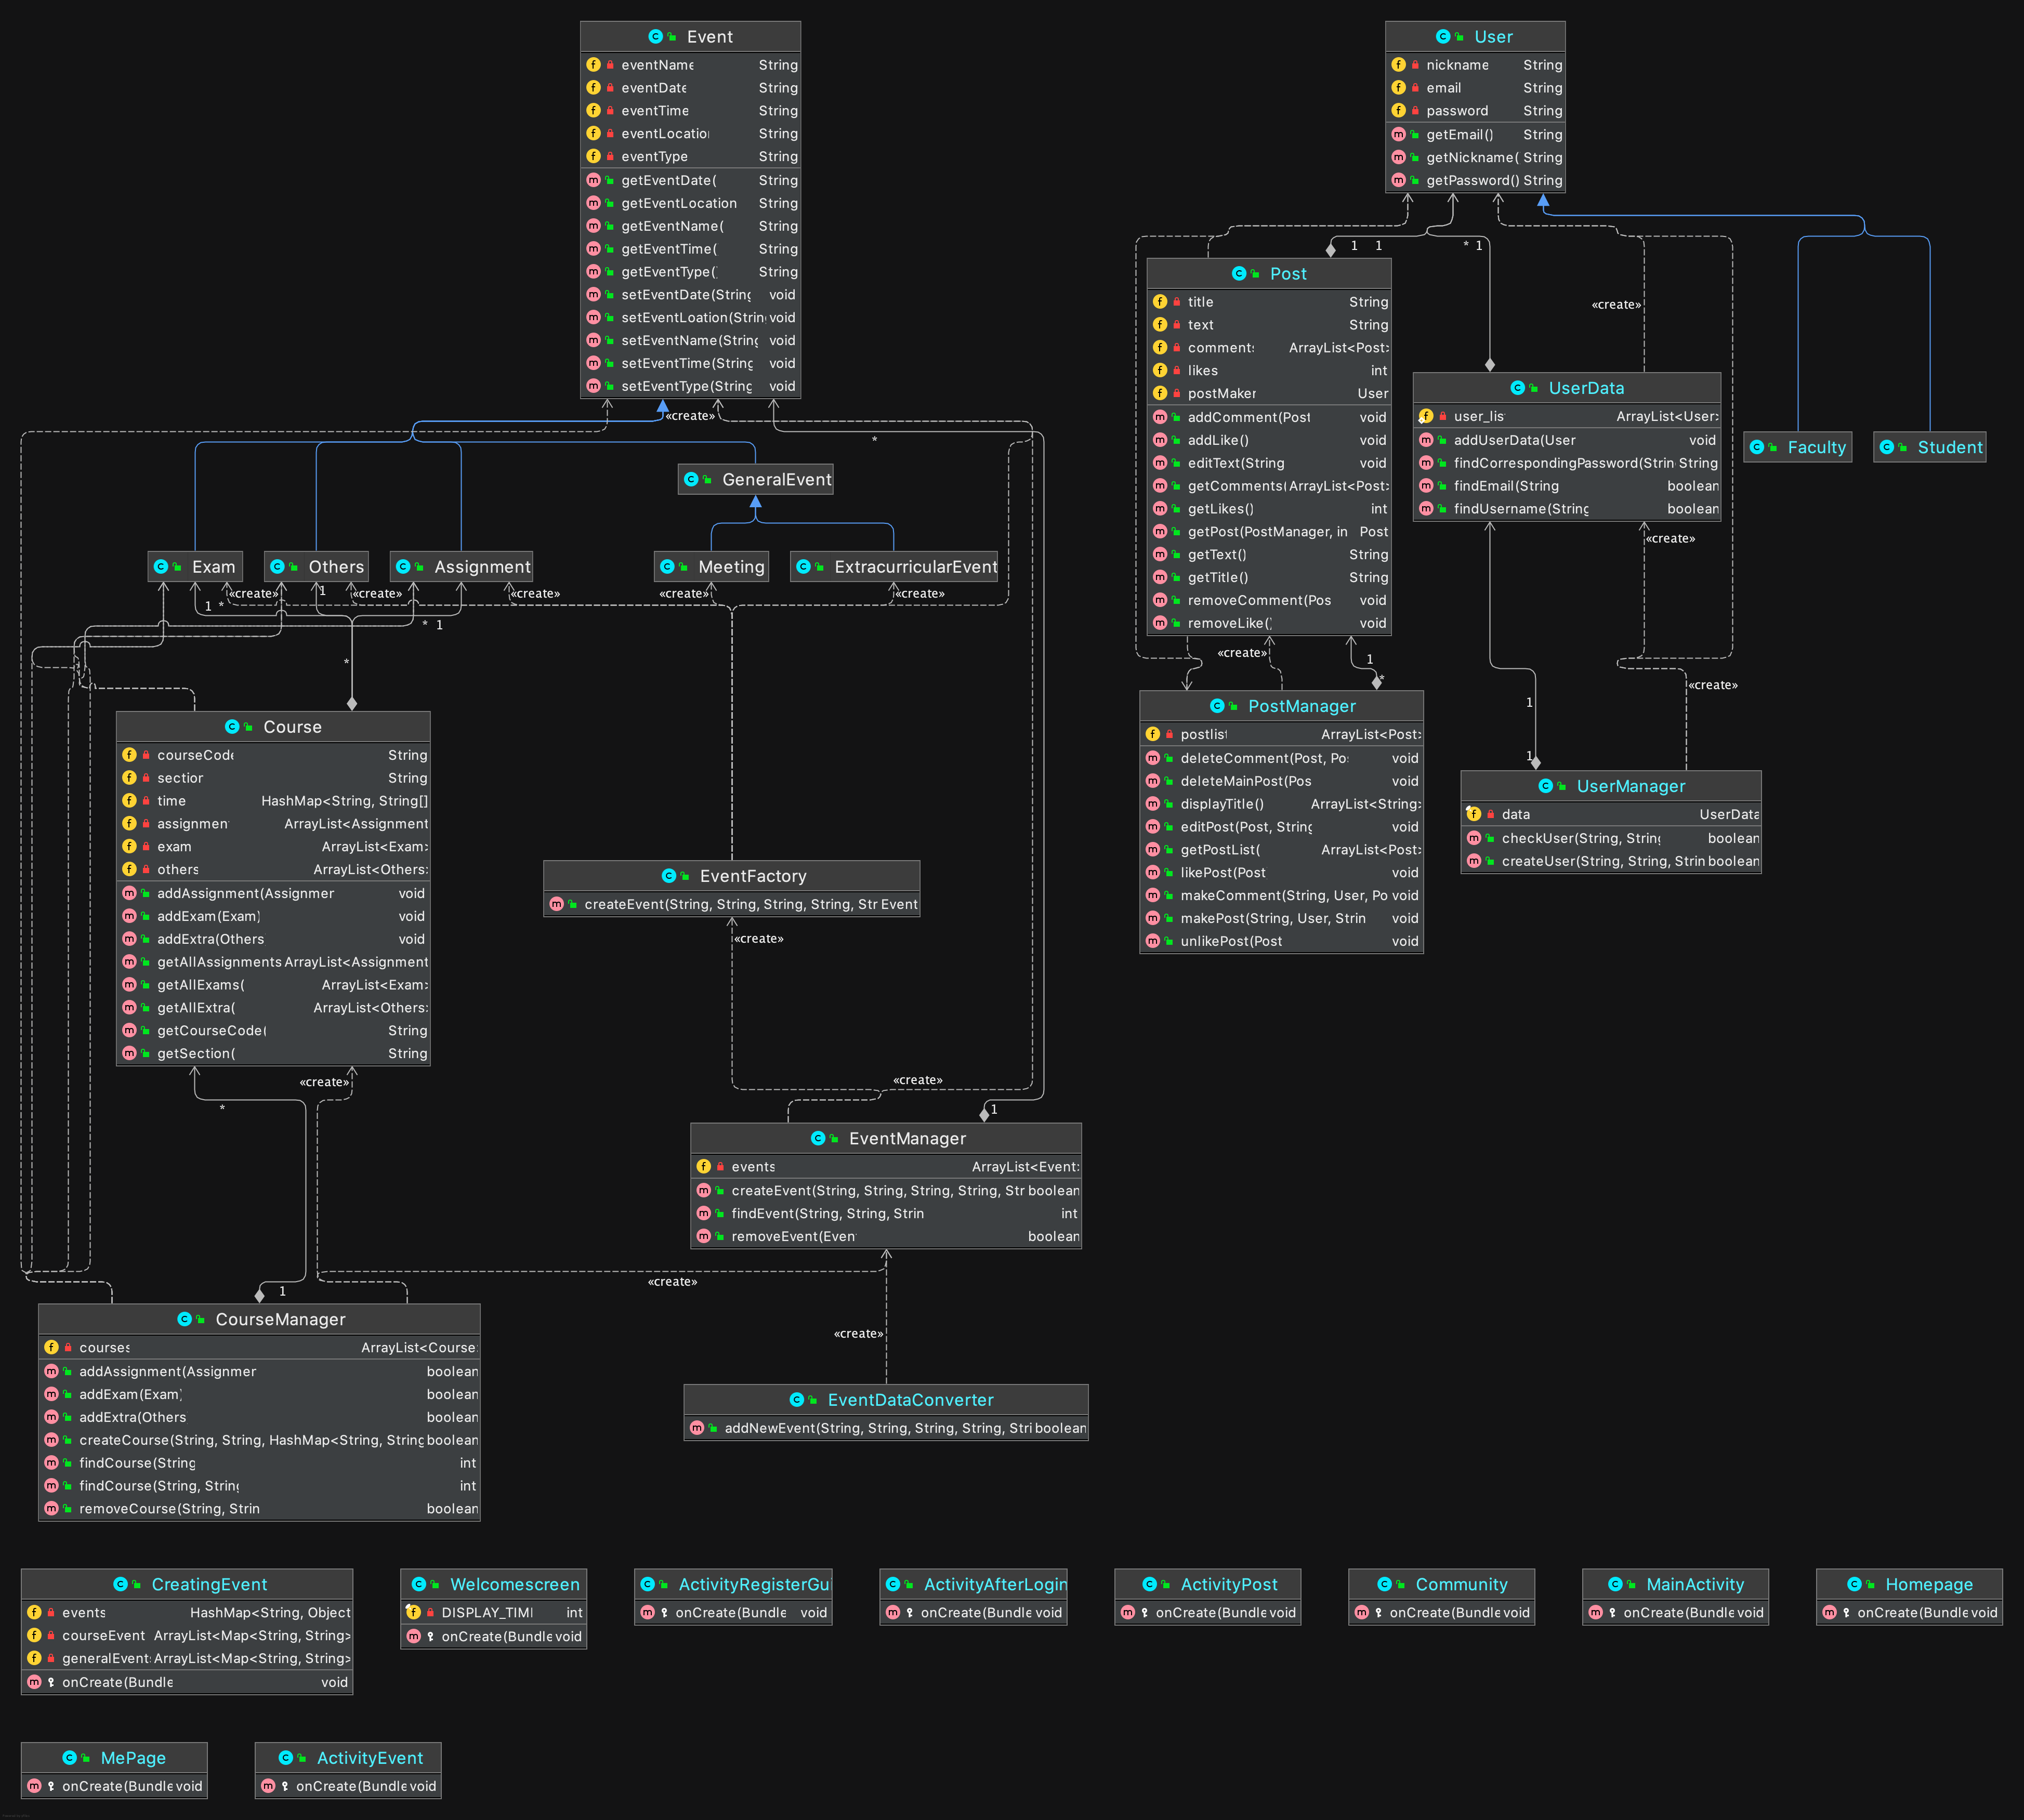 Event
eventName String
eventDate String
eventTime String
eventLocation String
eventType String
getEventDate( String
getEventLocation String
getEventName( String
getEventTime( String
getEventType() String
setEventDate(String void
setEventLoation(String void
setEventName(String void
setEventTime(String void
setEventType(String void
User
nickname String
email String
password String
getEmail() String
getNickname( String
getPassword() String
1 1 * 1
Post
title String
text String
comments ArrayList<Post>
likes int
postMaker User
addComment(Post void
addLike() void
editText(String void
getComments( ArrayList<Post>
getLikes() int
getPost(PostManager, in Post
getText() String
getTitle() String
removeComment(Pos void
removeLike() void
«create»
UserData
user_lis ArrayList<User>
addUserData(User void
findCorrespondingPassword(Strin String
findEmail(String boolean
findUsername(String boolean
Faculty
Student
«create»
*
GeneralEvent
Exam
Others
Assignment
Meeting
ExtracurricularEvent
«create» 1 «create» «create» «create» «create»
1 *
* 1
*
«create»
«create»
1
*
«create»
1
1
PostManager
postlist ArrayList<Post>
deleteComment(Post, Pos void
deleteMainPost(Pos void
displayTitle() ArrayList<String>
editPost(Post, String void
getPostList( ArrayList<Post>
likePost(Post void
makeComment(String, User, Po void
makePost(String, User, Strin void
unlikePost(Post void
UserManager
data UserData
checkUser(String, String boolean
createUser(String, String, Strin boolean
Course
courseCode String
section String
time HashMap<String, String[]
assignment ArrayList<Assignment
exam ArrayList<Exam>
others ArrayList<Others>
addAssignment(Assignmer void
addExam(Exam) void
addExtra(Others void
getAllAssignments ArrayList<Assignment
getAllExams( ArrayList<Exam>
getAllExtra( ArrayList<Others>
getCourseCode( String
getSection( String
EventFactory
createEvent(String, String, String, String, Str Event
«create»
«create»
«create»
*
1
EventManager
events ArrayList<Event>
createEvent(String, String, String, String, Str boolean
findEvent(String, String, Strin int
removeEvent(Even boolean
«create»
1
«create»
CourseManager
courses ArrayList<Course>
addAssignment(Assignmer boolean
addExam(Exam) boolean
addExtra(Others boolean
createCourse(String, String, HashMap<String, String boolean
findCourse(String int
findCourse(String, String int
removeCourse(String, Strin boolean
EventDataConverter
addNewEvent(String, String, String, String, Stri boolean
CreatingEvent
events HashMap<String, Object
courseEvent ArrayList<Map<String, String>
generalEvent ArrayList<Map<String, String>
onCreate(Bundle void
Welcomescreen
DISPLAY_TIME int
onCreate(Bundle void
ActivityRegisterGui
onCreate(Bundle void
ActivityAfterLogin
onCreate(Bundle void
ActivityPost
onCreate(Bundle void
Community
onCreate(Bundle void
MainActivity
onCreate(Bundle void
Homepage
onCreate(Bundle void
MePage
onCreate(Bundle void
ActivityEvent
onCreate(Bundle void